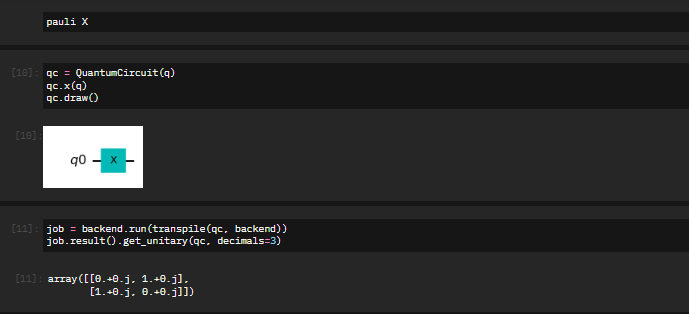 pauli X
[10]: qc = QuantumCircuit(q)
qc.x(q)
qc.draw()
[10]:
q0 X
[11]: job = backend.run(transpile(qc, backend))
job.result().get_unitary(qc, decimals=3)
[11]: array([[0.+0.j, 1.+0.j],
[1.+0.j, 0.+0.j]])